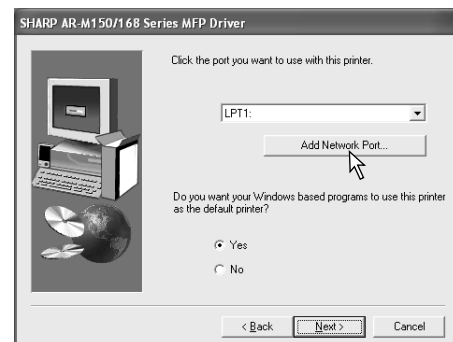 SHARP AR-M150/168 Series MFP Driver
Click the port you want to use with this printer.
LPT1:
Add Network Port...
Do you want your Windows based programs to use this printer
as the default printer?
Yes
No
< Back
Next >
Cancel